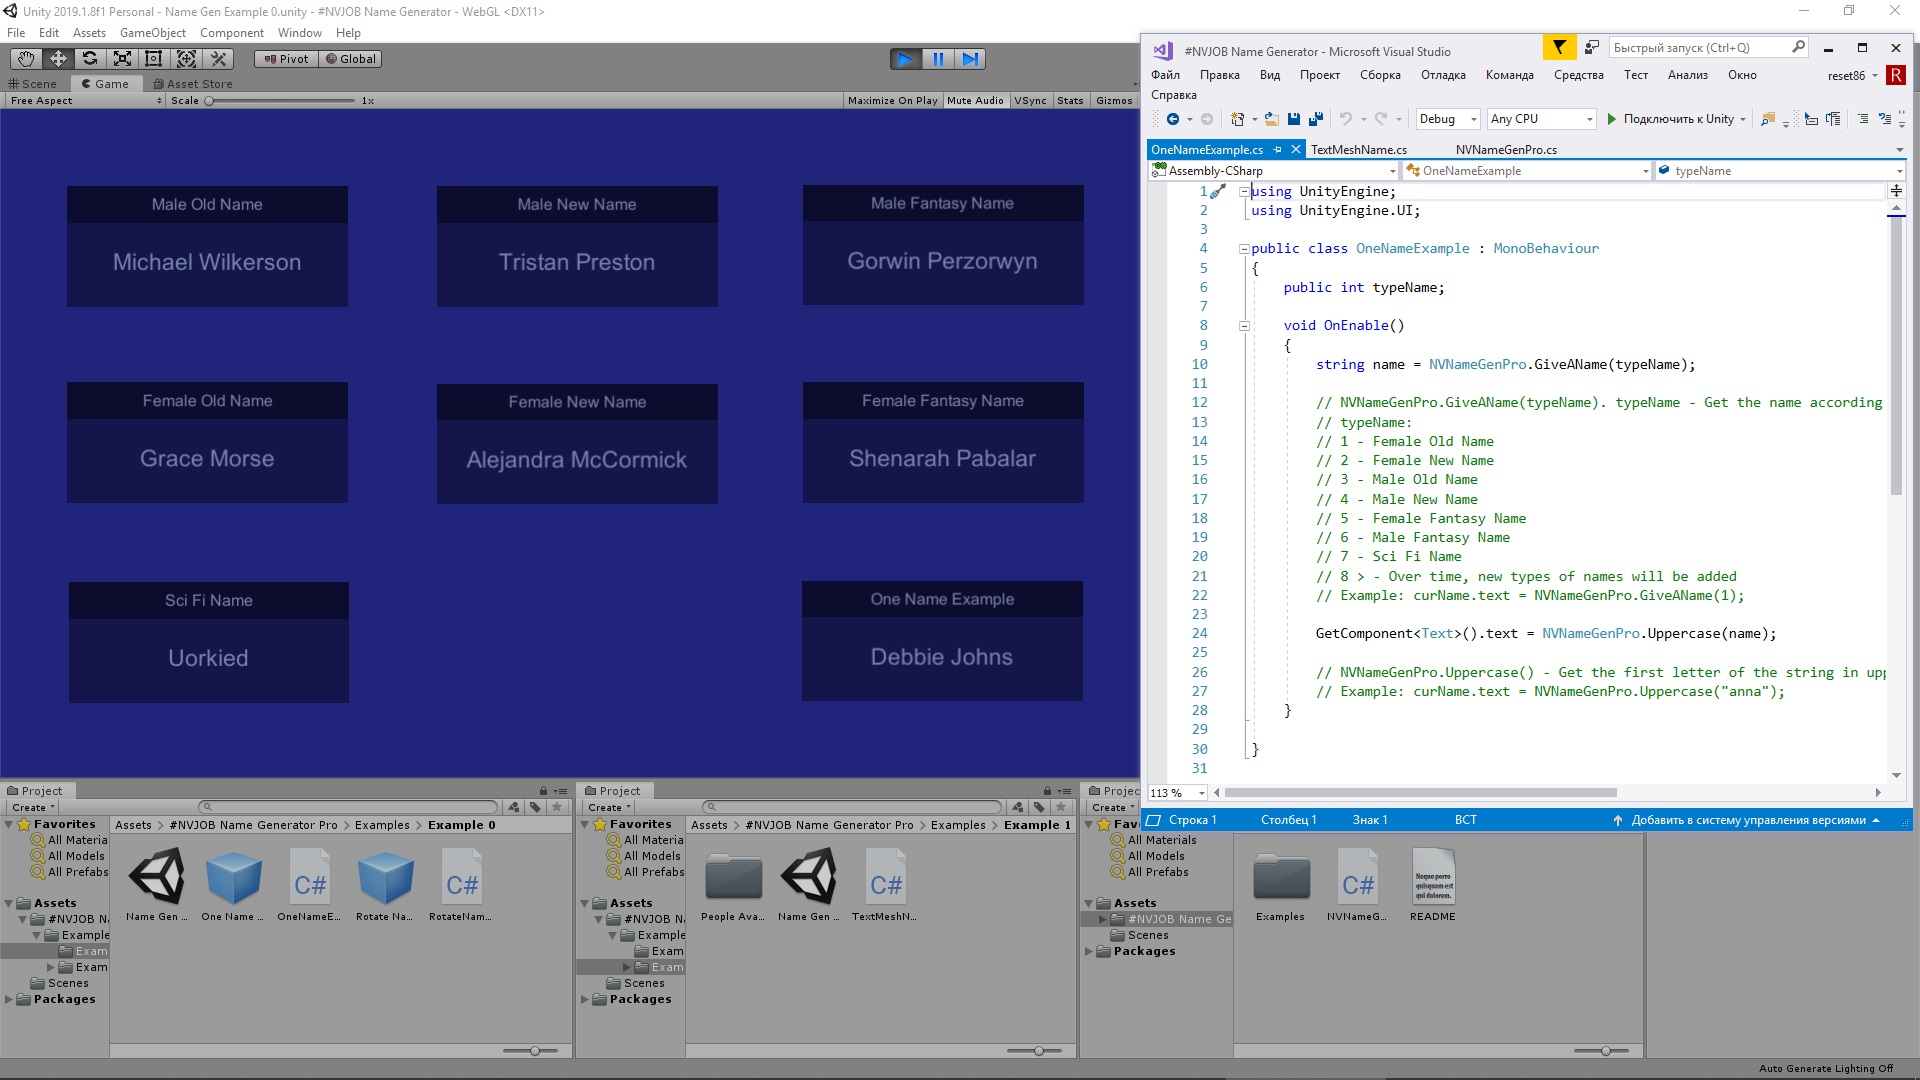 Unity 2019.1.8f1 Personal - Name Gen Example 0.unity - #NVJOB Name Generator - WebGL <DX11>
File Edit Assets GameObject Component Window Help
Pivot Global
Scene Game Asset Store
Free Aspect Scale 1x Maximize On Play Mute Audio VSync Stats Gizmos
Male Old Name
Michael Wilkerson
Male New Name
Tristan Preston
Male Fantasy Name
Gorwin Perzorwyn
Female Old Name
Grace Morse
Female New Name
Alejandra McCormick
Female Fantasy Name
Shenarah Pabalar
Sci Fi Name
Uorkied
One Name Example
Debbie Johns
#NVJOB Name Generator - Microsoft Visual Studio
Быстрый запуск (Ctrl+Q)
Файл Правка Вид Проект Сборка Отладка Команда Средства Тест Анализ Окно
reset86 R
Справка
Debug Any CPU Подключить к Unity
OneNameExample.cs TextMeshName.cs NVNameGenPro.cs
Assembly-CSharp OneNameExample typeName
1 using UnityEngine;
2 using UnityEngine.UI;
3
4 public class OneNameExample : MonoBehaviour
5 {
6 public int typeName;
7
8 void OnEnable()
9 {
10 string name = NVNameGenPro.GiveAName(typeName);
11
12 // NVNameGenPro.GiveAName(typeName). typeName - Get the name according
13 // typeName:
14 // 1 - Female Old Name
15 // 2 - Female New Name
16 // 3 - Male Old Name
17 // 4 - Male New Name
18 // 5 - Female Fantasy Name
19 // 6 - Male Fantasy Name
20 // 7 - Sci Fi Name
21 // 8 > - Over time, new types of names will be added
22 // Example: curName.text = NVNameGenPro.GiveAName(1);
23
24 GetComponent<Text>().text = NVNameGenPro.Uppercase(name);
25
26 // NVNameGenPro.Uppercase() - Get the first letter of the string in upp
27 // Example: curName.text = NVNameGenPro.Uppercase("anna");
28 }
29
30 }
31
113 %
Строка 1 Столбец 1 Знак 1 ВСТ Добавить в систему управления версиями
Project
Create
Favorites
All Materia
All Models
All Prefabs
Assets
#NVJOB N
Example
Exam
Exam
Scenes
Packages
Assets > #NVJOB Name Generator Pro > Examples > Example 0
Name Gen ... One Name ... OneNameE... Rotate Na... RotateNam...
Project
Create
Favorites
All Materia
All Models
All Prefabs
Assets
#NVJOB N
Example
Exam
Exam
Scenes
Packages
Assets > #NVJOB Name Generator Pro > Examples > Example 1
People Ava... Name Gen ... TextMeshN...
Projec
Create
Fav
All Materials
All Models
All Prefabs
Assets
#NVJOB Name Ge
Scenes
Packages
C# C# C# C#
Neque porro
quisquam est
qui dolorem.
Examples NVNameG... README
Auto Generate Lighting Off